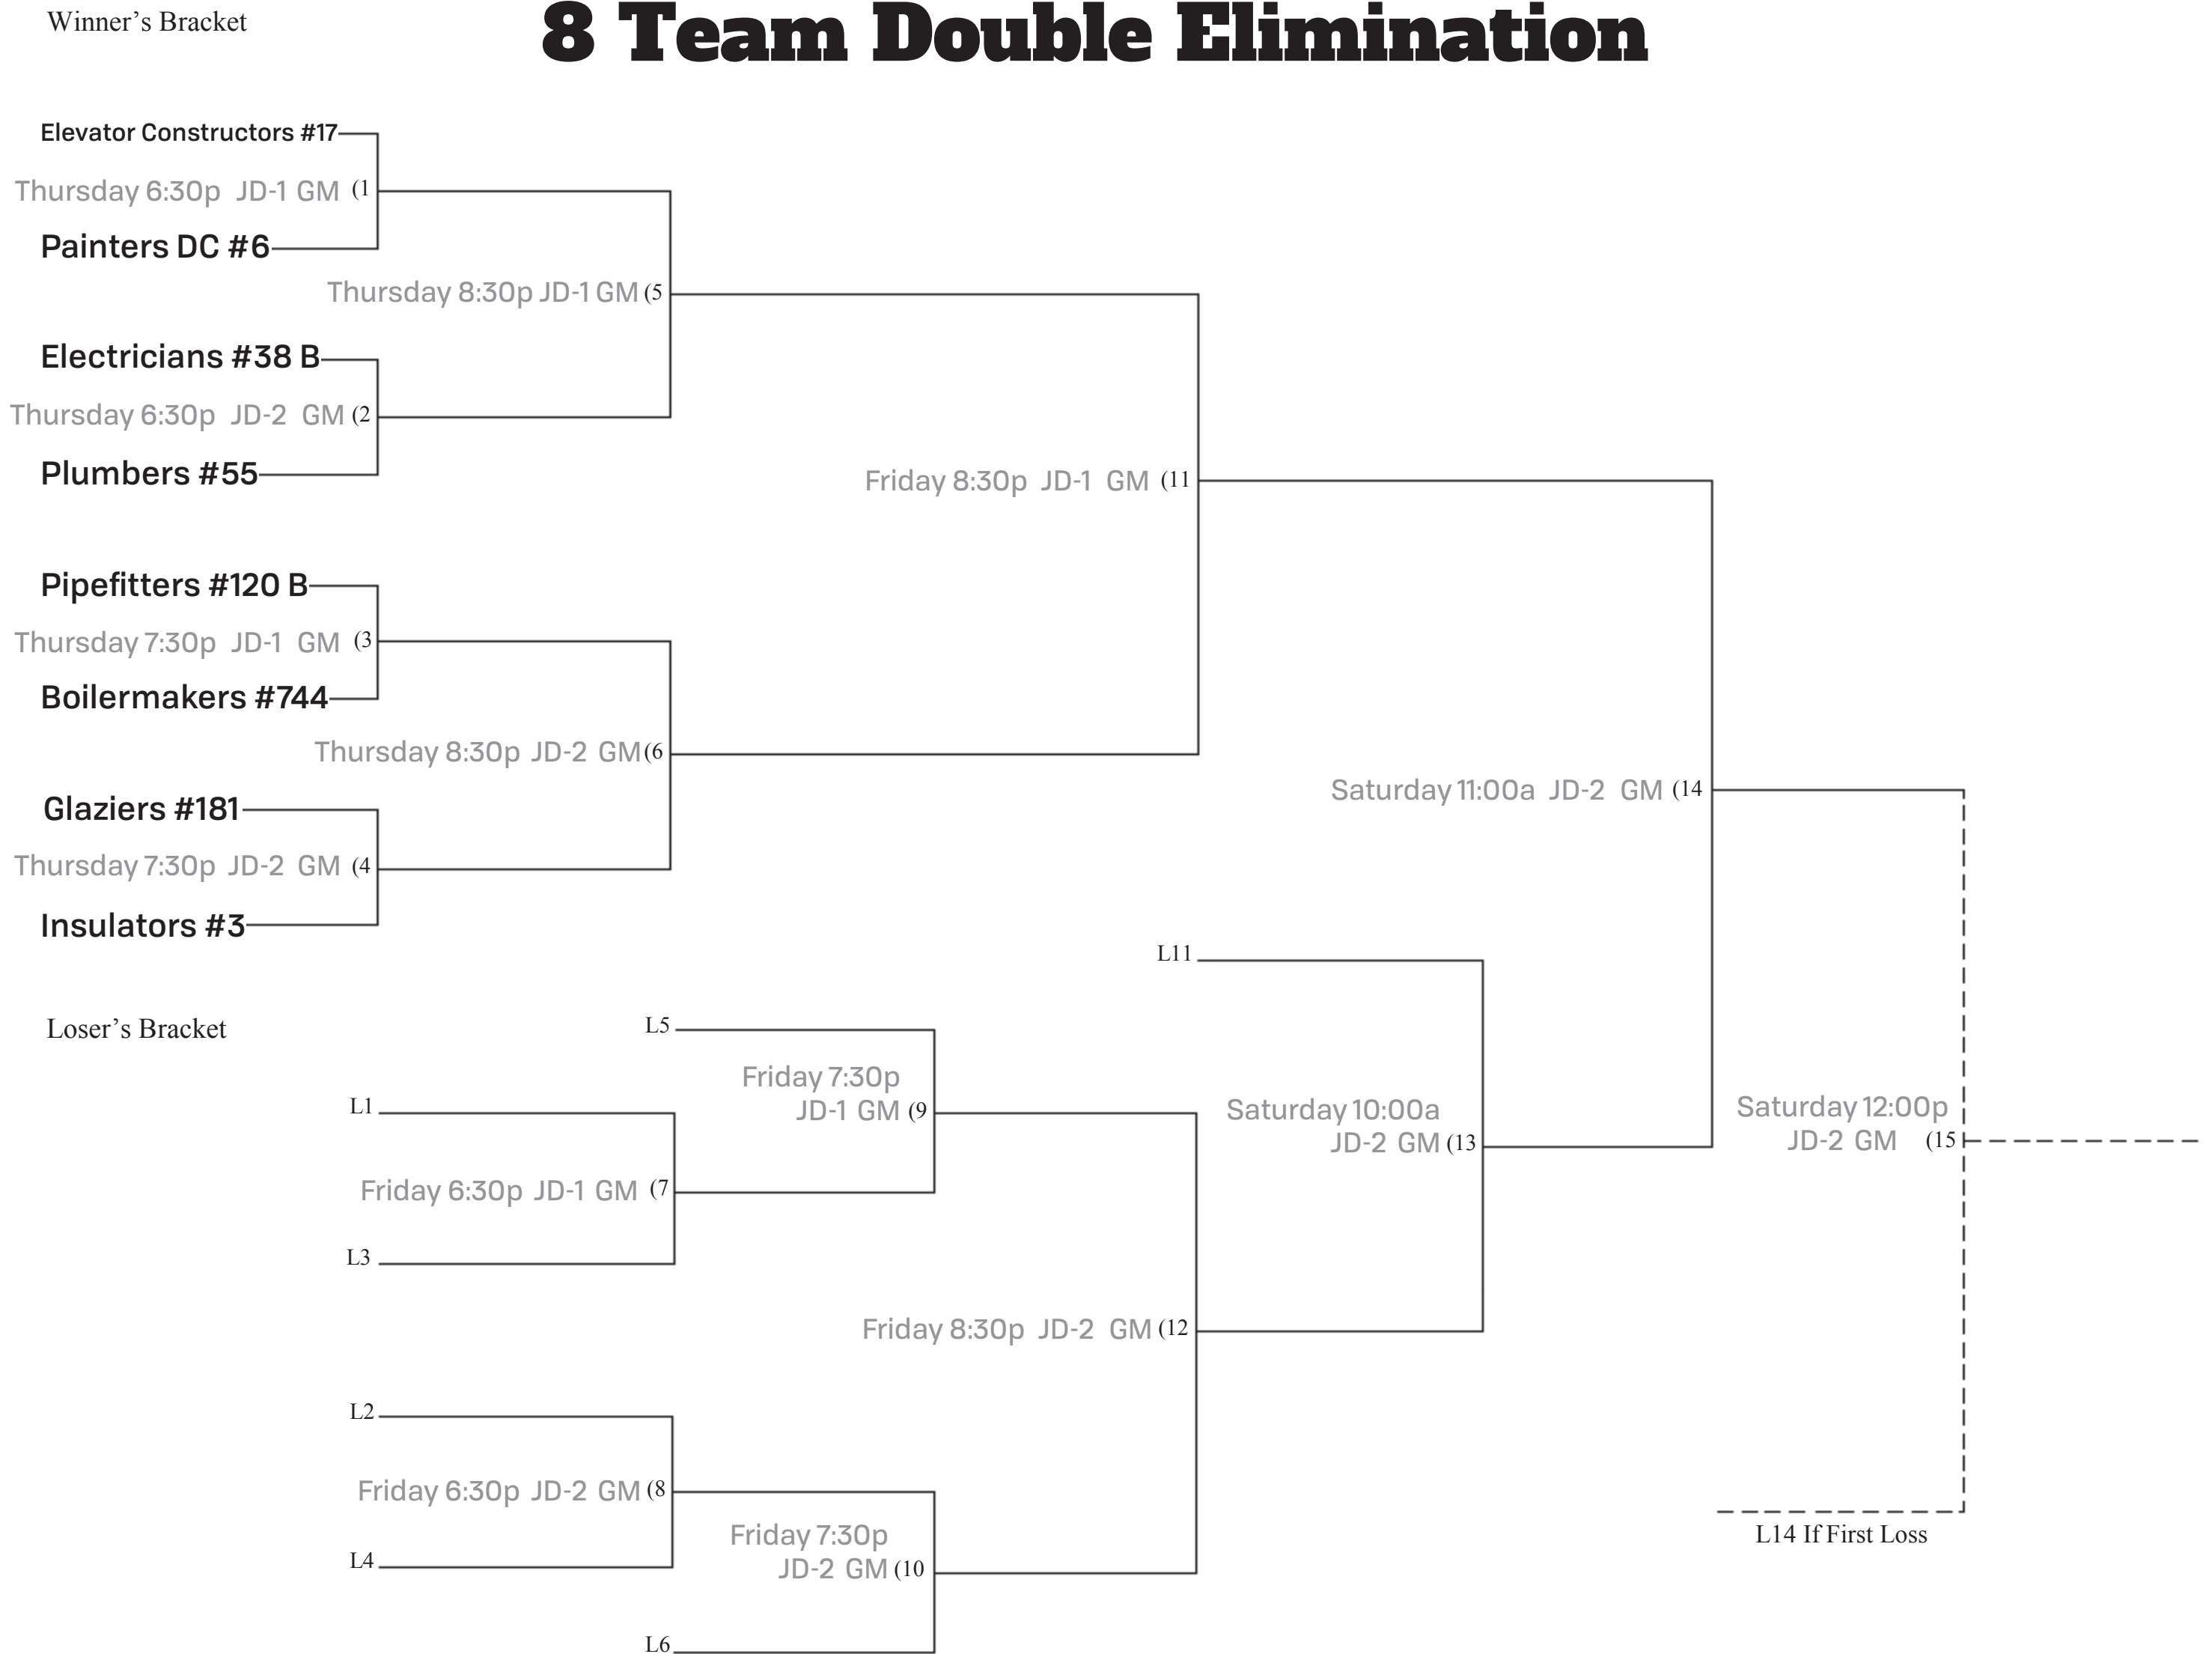 Winner's Bracket
8 Team Double Elimination
Elevator Constructors #17
Thursday 6:30p JD-1 GM (1
Painters DC #6
Thursday 8:30p JD-1 GM (5
Electricians #38 B
Thursday 6:30p JD-2 GM (2
Plumbers #55
Friday 8:30p JD-1 GM (11
Pipefitters #120 B
Thursday 7:30p JD-1 GM (3
Boilermakers #744
Thursday 8:30p JD-2 GM (6
Saturday 11:00a JD-2 GM (14
Glaziers #181
Thursday 7:30p JD-2 GM (4
Insulators #3
L11
Loser's Bracket
L5
Friday 7:30p
JD-1 GM (9
L1
Saturday 10:00a
JD-2 GM (13
Saturday 12:00p
JD-2 GM (15
Friday 6:30p JD-1 GM (7
L3
Friday 8:30p JD-2 GM (12
L2
Friday 6:30p JD-2 GM (8
L4
Friday 7:30p
JD-2 GM (10
L14 If First Loss
L6